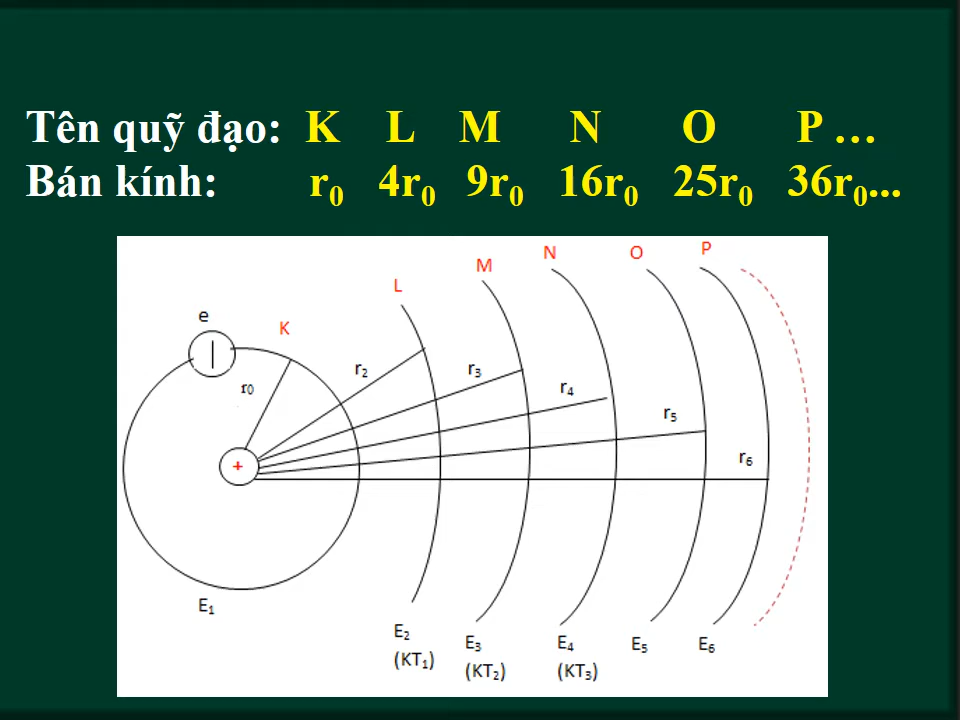 Tên quỹ đạo: K L M N O P …
Bán kính: r₀ 4r₀ 9r₀ 16r₀ 25r₀ 36r₀...
L M N O P
e K
r₀ r₂ r₃ r₄ r₅ r₆
+
E₁ E₂ E₃ E₄ E₅ E₆
(KT₁) (KT₂) (KT₃)